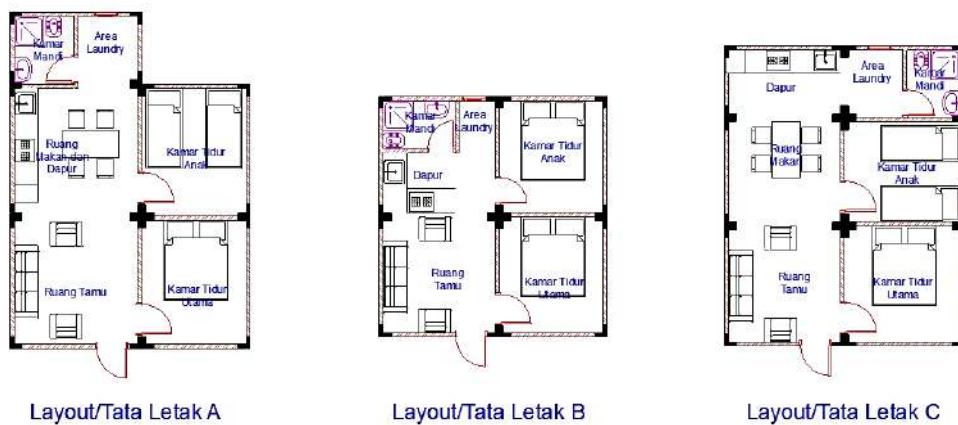 Kamar
Mandi
Area
Laundry
Ruang
Makan dan
Dapur
Kamar Tidur
Anak
Ruang Tamu
Kamar Tidur
Utama
Layout/Tata Letak A
Kamar
Mandi
Area
Laundry
Dapur
Kamar Tidur
Anak
Ruang
Tamu
Kamar Tidur
Utama
Layout/Tata Letak B
Dapur
Area
Laundry
Kamar
Mandi
Ruang
Makan
Kamar Tidur
Anak
Ruang
Tamu
Kamar Tidur
Utama
Layout/Tata Letak C